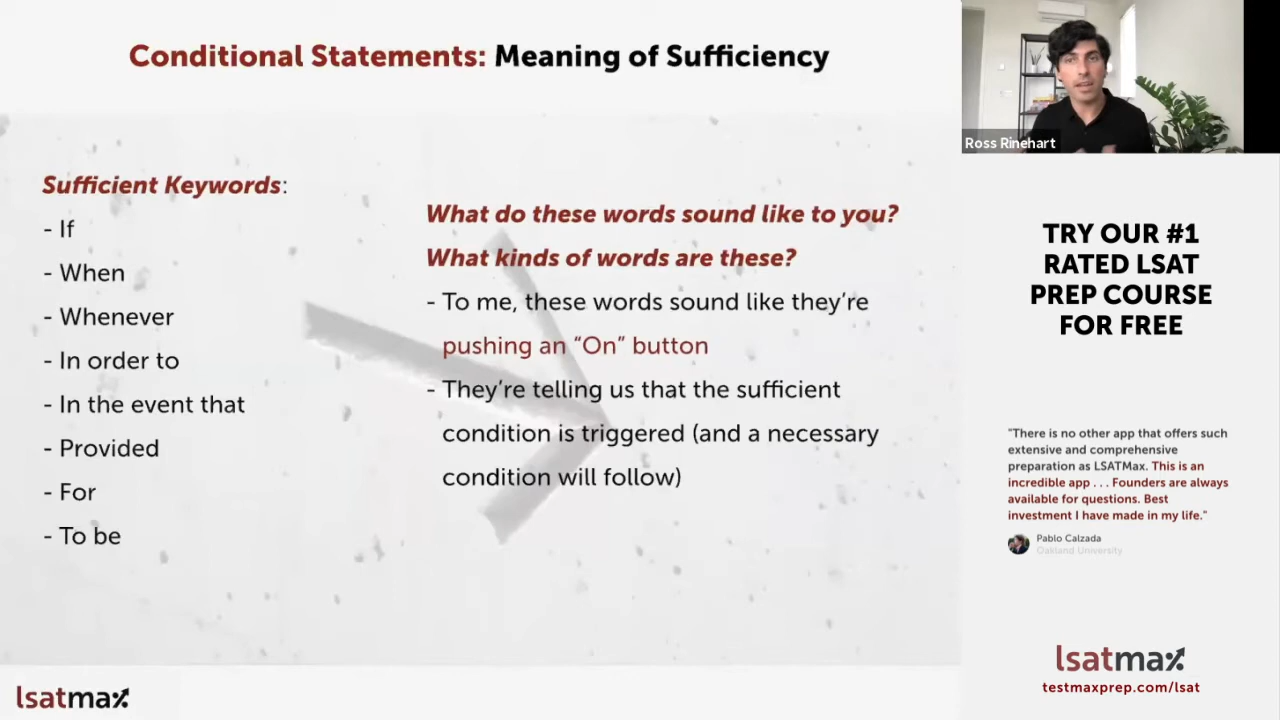 Conditional Statements: Meaning of Sufficiency
Sufficient Keywords:
- If
- When
- Whenever
- In order to
- In the event that
- Provided
- For
- To be
What do these words sound like to you?
What kinds of words are these?
- To me, these words sound like they’re
pushing an “On” button
- They’re telling us that the sufficient
condition is triggered (and a necessary
condition will follow)
lsatmax
Ross Rinehart
TRY OUR #1
RATED LSAT
PREP COURSE
FOR FREE
"There is no other app that offers such
extensive and comprehensive
preparation as LSATMax. This is an
incredible app . . . Founders are always
available for questions. Best
investment I have made in my life."
Pablo Calzada
Oakland University
lsatmax
testmaxprep.com/lsat